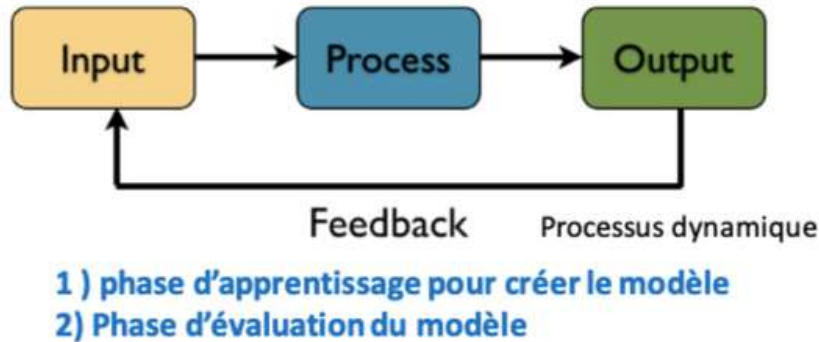 Input
Process
Output
Feedback
Processus dynamique
1 ) phase d’apprentissage pour créer le modèle
2) Phase d’évaluation du modèle